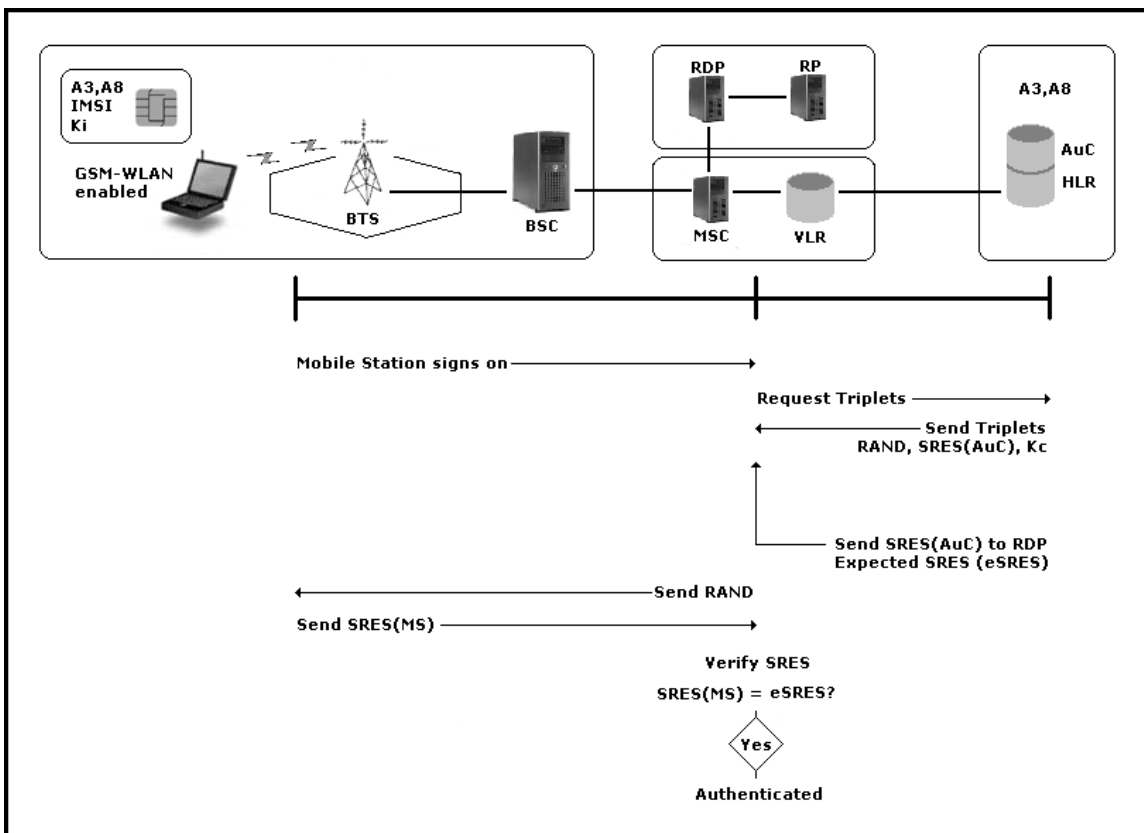 A3,A8
IMSI
Ki
GSM-WLAN
enabled
BTS
BSC
RDP
RP
MSC
VLR
A3,A8
AuC
HLR
Mobile Station signs on
Request Triplets
Send Triplets
RAND, SRES(AuC), Kc
Send SRES(AuC) to RDP
Expected SRES (eSRES)
Send RAND
Send SRES(MS)
Verify SRES
SRES(MS) = eSRES?
Yes
Authenticated